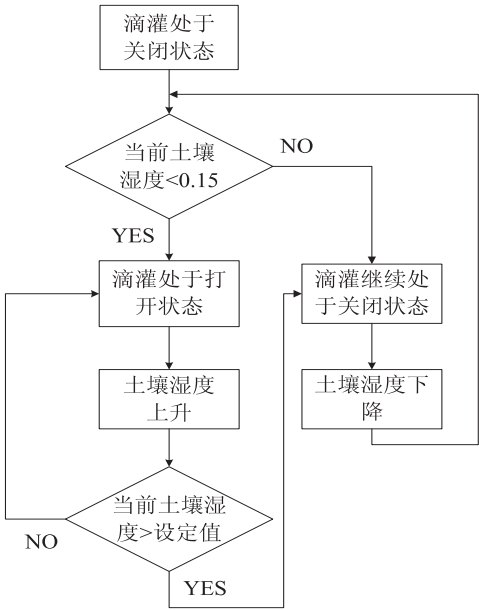 滴灌处于
关闭状态
当前土壤
湿度<0.15
NO
YES
滴灌处于打
开状态
滴灌继续处
于关闭状态
土壤湿度
上升
土壤湿度下
降
当前土壤湿
度>设定值
NO
YES